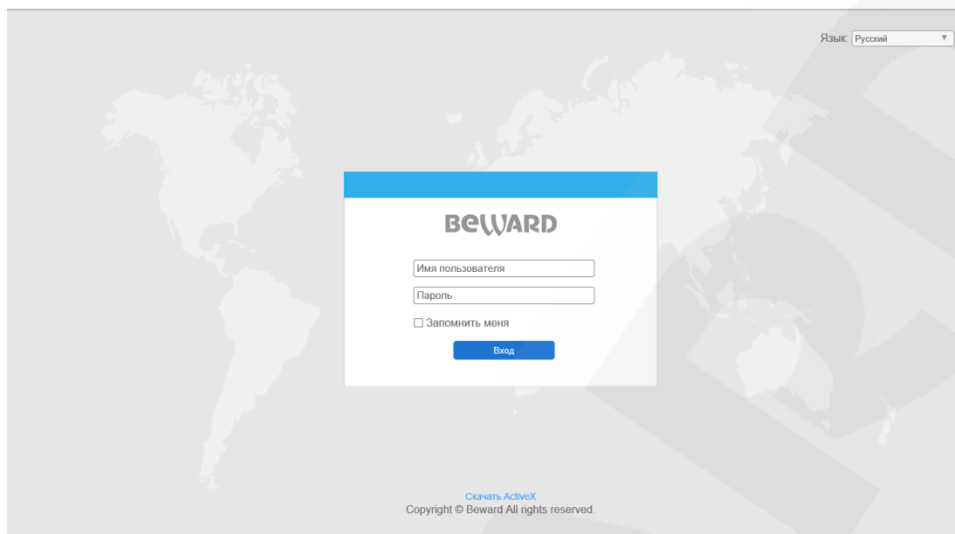 Язык: Русский
BEWARD
Имя пользователя
Пароль
Запомнить меня
Вход
Скачать ActiveX
Copyright © Beward All rights reserved.